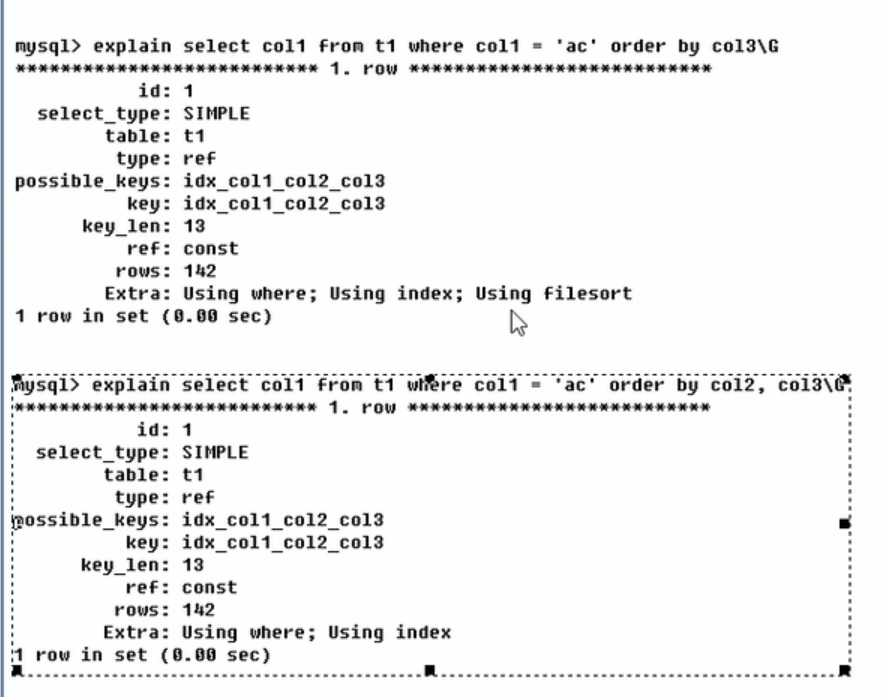 mysql> explain select col1 from t1 where col1 = 'ac' order by col3\G
*************************** 1. row ***************************
id: 1
select_type: SIMPLE
table: t1
type: ref
possible_keys: idx_col1_col2_col3
key: idx_col1_col2_col3
key_len: 13
ref: const
rows: 142
Extra: Using where; Using index; Using filesort
1 row in set (0.00 sec)
mysql> explain select col1 from t1 where col1 = 'ac' order by col2, col3\G
*************************** 1. row ***************************
id: 1
select_type: SIMPLE
table: t1
type: ref
possible_keys: idx_col1_col2_col3
key: idx_col1_col2_col3
key_len: 13
ref: const
rows: 142
Extra: Using where; Using index
1 row in set (0.00 sec)